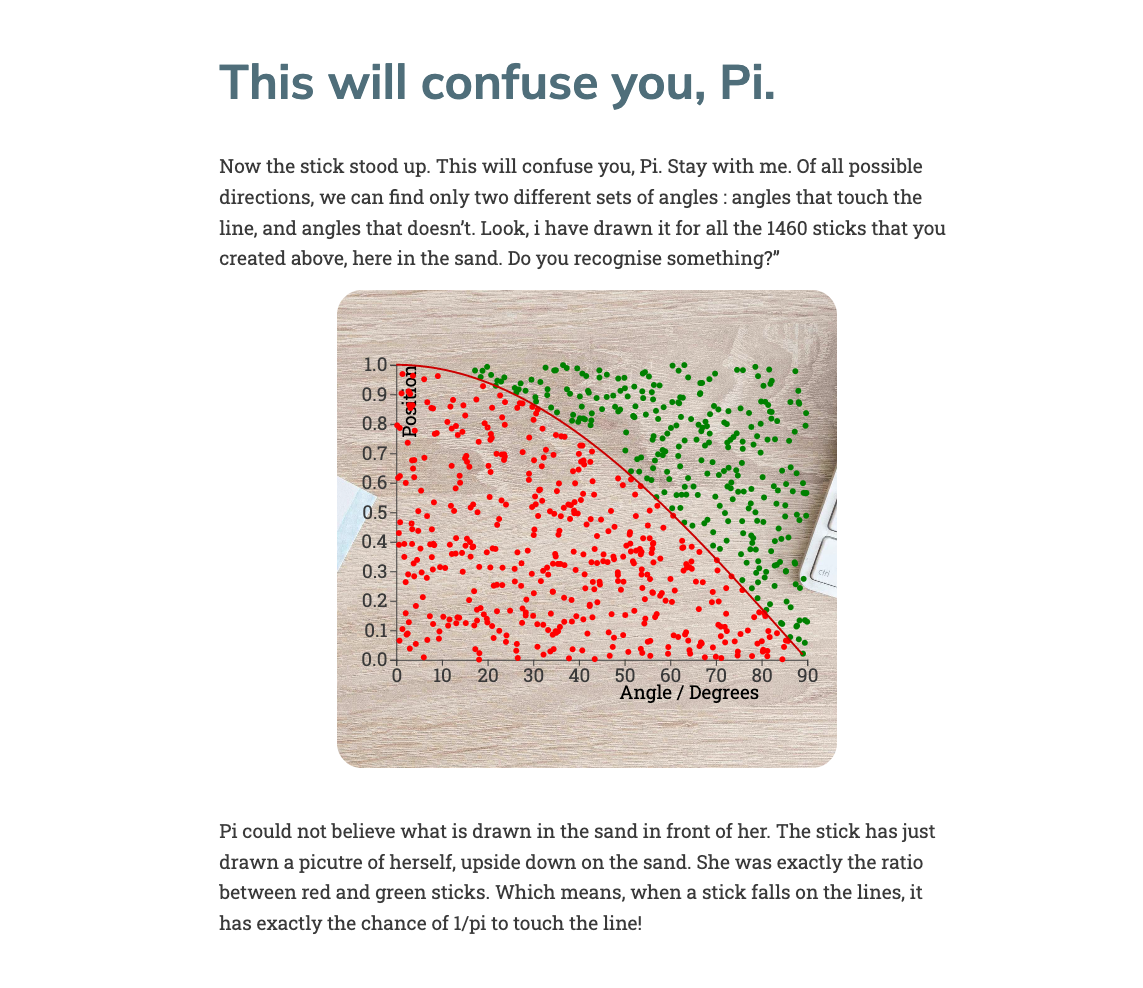 This will confuse you, Pi.
Now the stick stood up. This will confuse you, Pi. Stay with me. Of all possible
directions, we can find only two different sets of angles : angles that touch the
line, and angles that doesn’t. Look, i have drawn it for all the 1460 sticks that you
created above, here in the sand. Do you recognise something?”
1.0
0.9
0.8
0.7
0.6
0.5
0.4
0.3
0.2
0.1
0.0
Position
ctrl
0 10 20 30 40 50 60 70 80 90
Angle / Degrees
Pi could not believe what is drawn in the sand in front of her. The stick has just
drawn a picutre of herself, upside down on the sand. She was exactly the ratio
between red and green sticks. Which means, when a stick falls on the lines, it
has exactly the chance of 1/pi to touch the line!